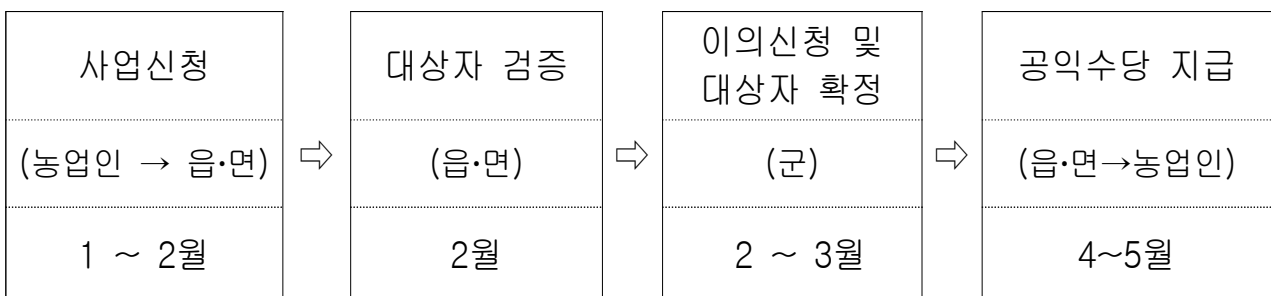 사업신청
(농업인 → 읍·면)
1 ~ 2월
⇨
대상자 검증
(읍·면)
2월
⇨
이의신청 및
대상자 확정
(군)
2 ~ 3월
⇨
공익수당 지급
(읍·면→농업인)
4~5월